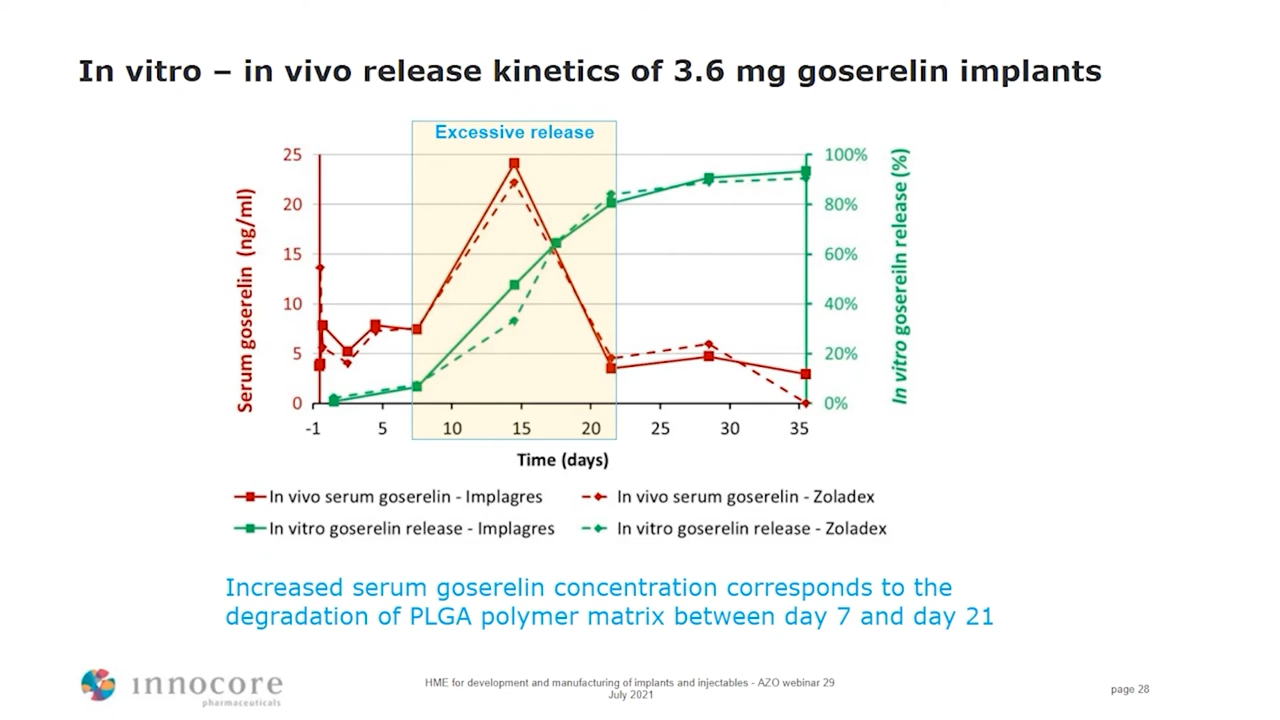 In vitro – in vivo release kinetics of 3.6 mg goserelin implants
Excessive release
25
20
15
10
5
0
Serum goserelin (ng/ml)
100%
80%
60%
40%
20%
0%
In vitro gosereiln release (%)
-1
5
10
15
20
25
30
35
Time (days)
In vivo serum goserelin - Implagres
In vivo serum goserelin - Zoladex
In vitro goserelin release - Implagres
In vitro goserelin release - Zoladex
Increased serum goserelin concentration corresponds to the
degradation of PLGA polymer matrix between day 7 and day 21
innocore
pharmaceuticals
HME for development and manufacturing of implants and injectables - AZO webinar 29
July 2021
page 28